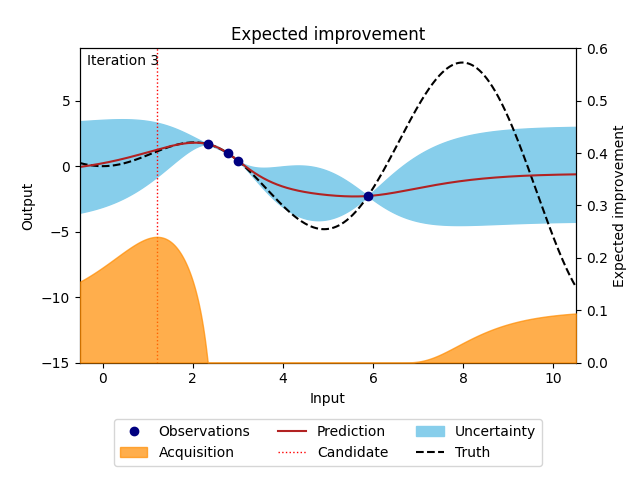 Expected improvement
Iteration 3
5
0
−5
−10
−15
Output
0.6
0.5
0.4
0.3
0.2
0.1
0.0
Expected improvement
0 2 4 6 8 10
Input
Observations Prediction Uncertainty
Acquisition Candidate Truth